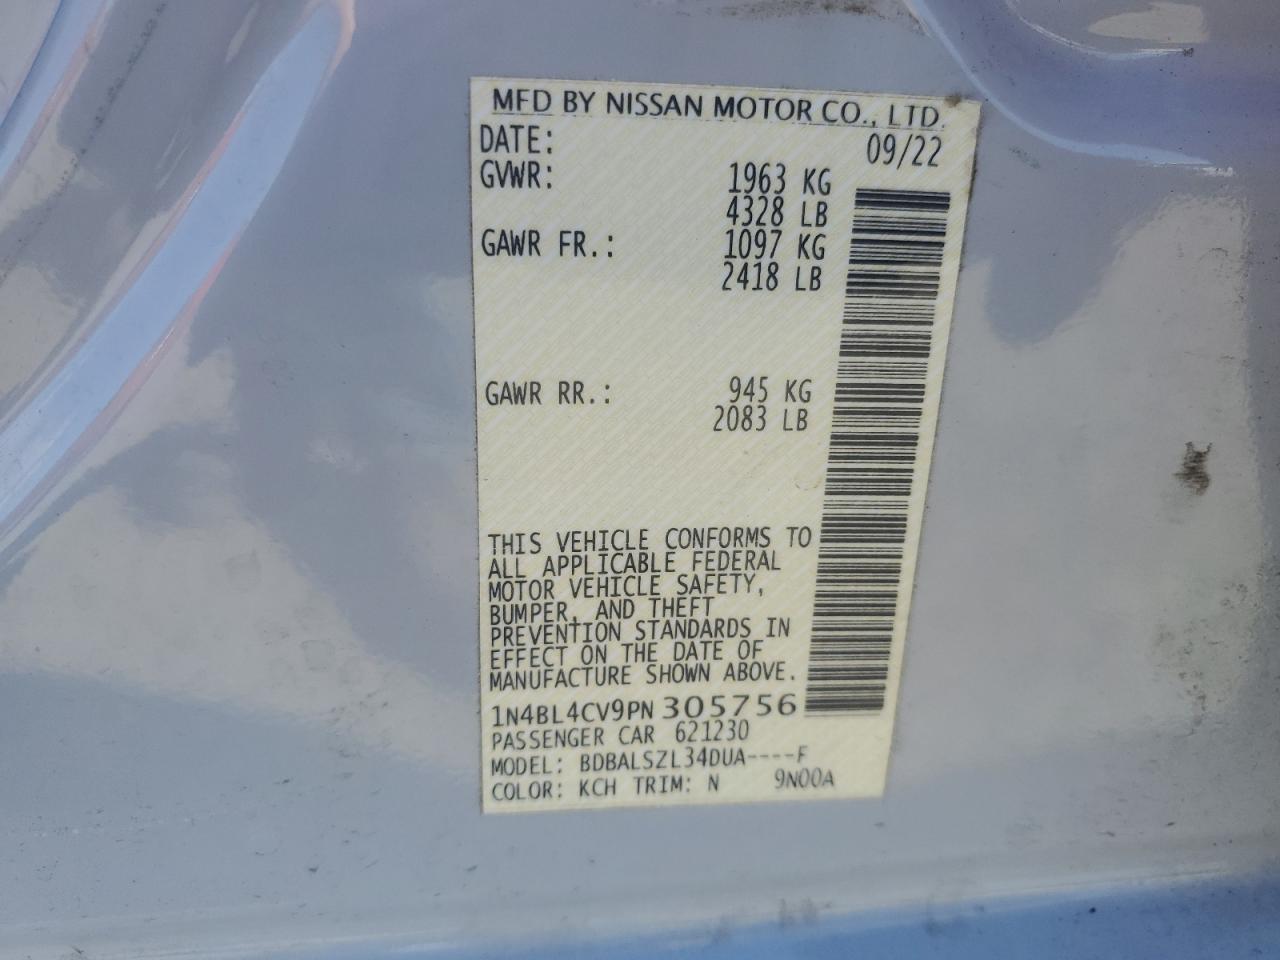 MFD BY NISSAN MOTOR CO., LTD.
DATE: 09/22
GVWR: 1963 KG
4328 LB
GAWR FR.: 1097 KG
2418 LB
GAWR RR.: 945 KG
2083 LB
THIS VEHICLE CONFORMS TO
ALL APPLICABLE FEDERAL
MOTOR VEHICLE SAFETY,
BUMPER, AND THEFT
PREVENTION STANDARDS IN
EFFECT ON THE DATE OF
MANUFACTURE SHOWN ABOVE.
1N4BL4CV9PN 305756
PASSENGER CAR 621230
MODEL: BDBALSZL34DUA----F
COLOR: KCH TRIM: N 9N00A